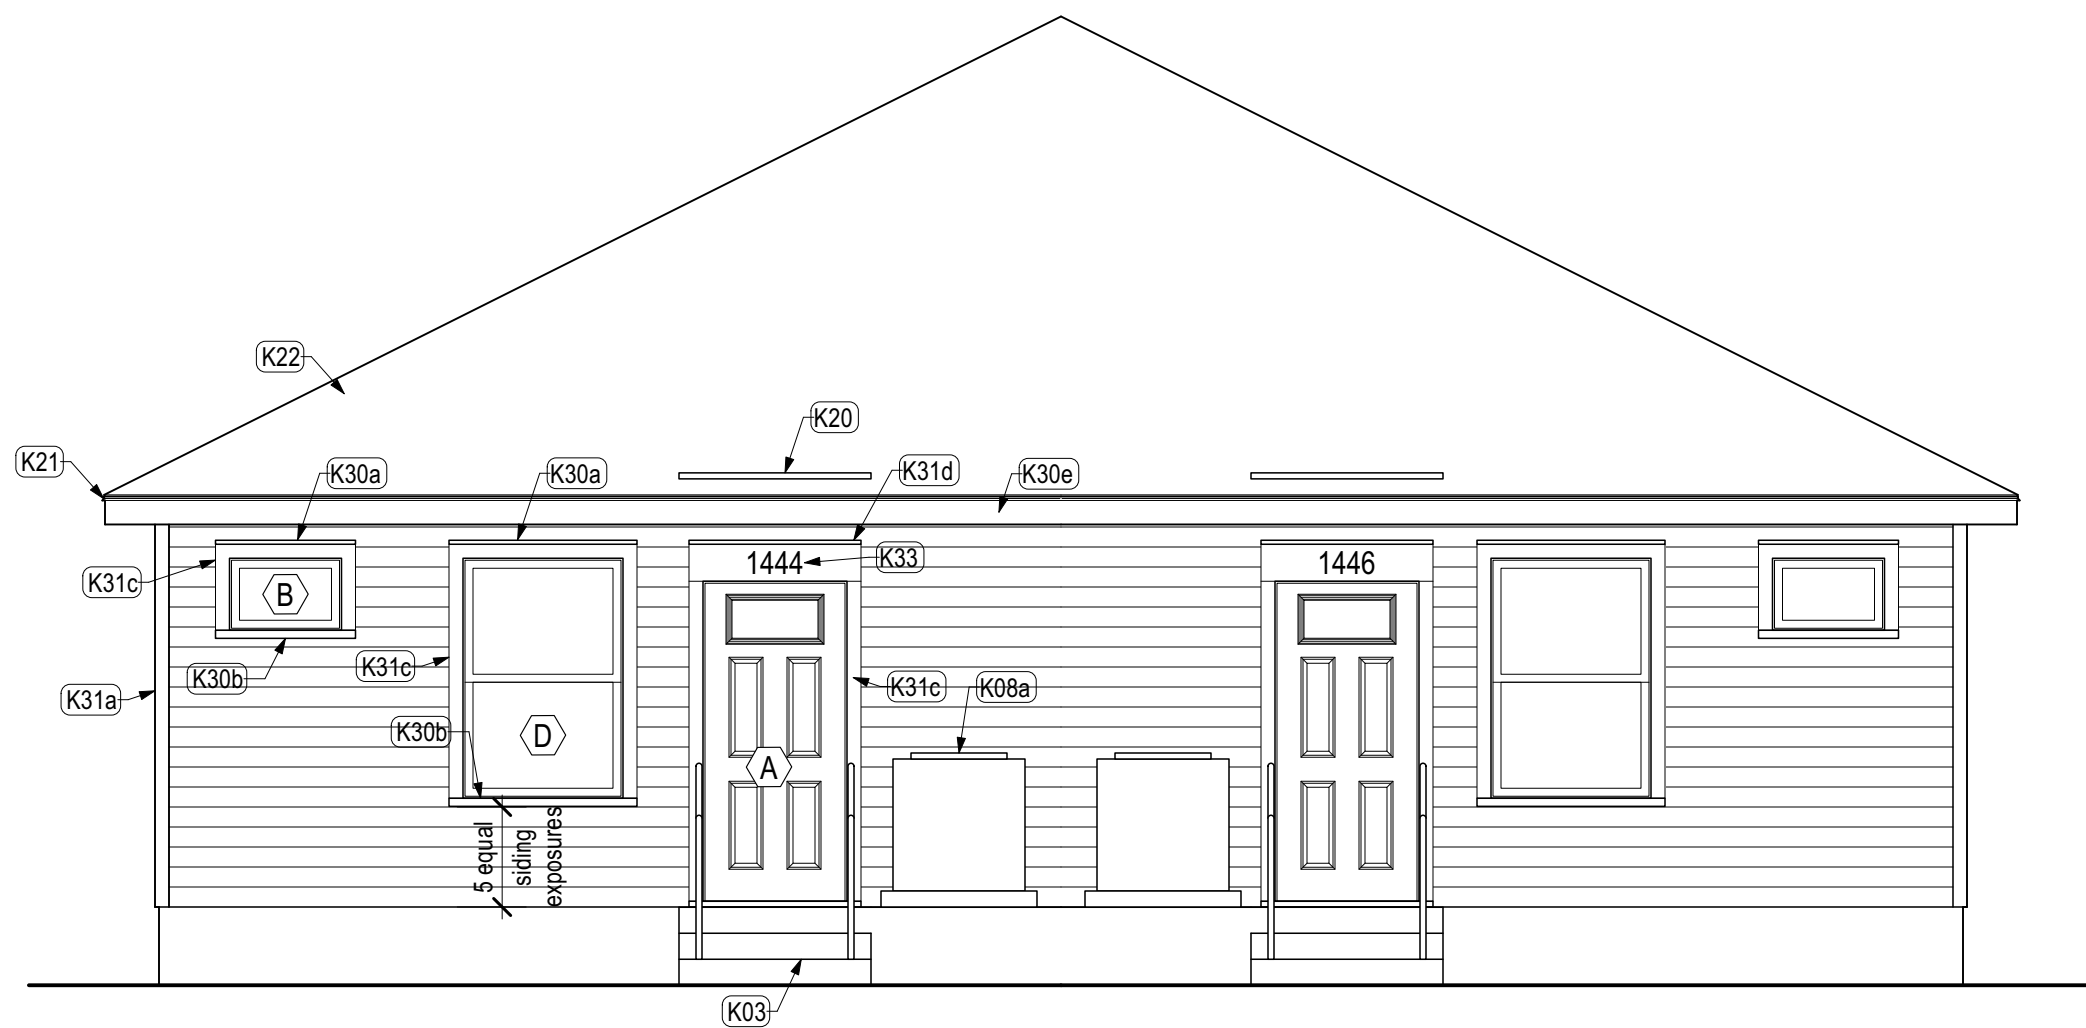 K22
K20
K21
K30a
K30a
K31d
K30e
1444
K33
1446
K31c
B
K31c
K30b
K31a
K31c
K08a
K30b
D
A
5 equal
siding
exposures
K03